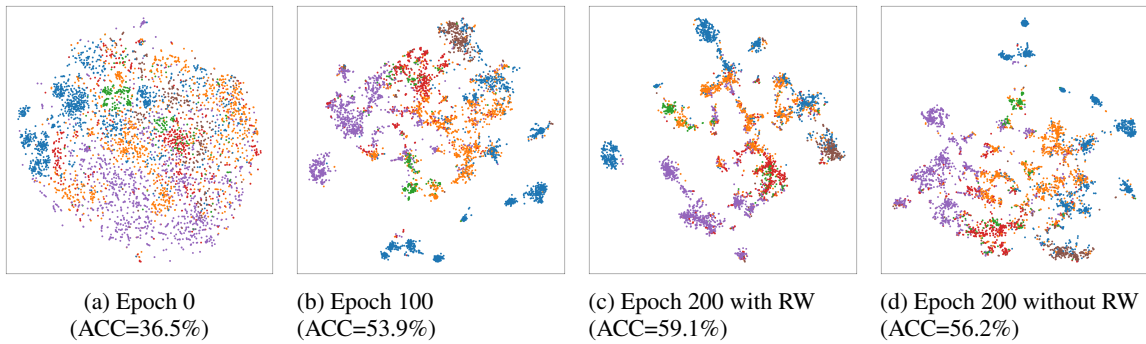 (a) Epoch 0
(ACC=36.5%)
(b) Epoch 100
(ACC=53.9%)
(c) Epoch 200 with RW
(ACC=59.1%)
(d) Epoch 200 without RW
(ACC=56.2%)